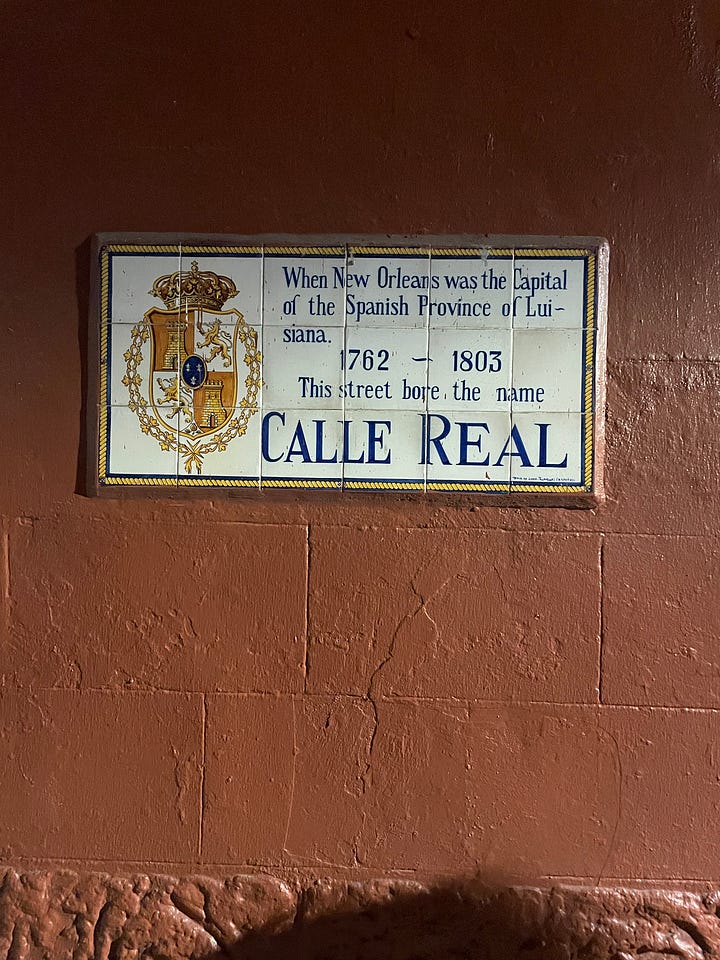 When New Orleans was the Capital
of the Spanish Province of Lui-
siana.
1762 — 1803
This street bore the name
CALLE REAL